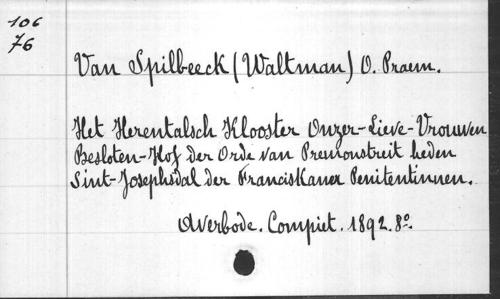 106
76
Van Spilbeeck (Waltman) O. Praem.
Het Herentalsch Klooster Onzer-Lieve-Vrouwen
Besloten-Hof der Orde van Premonstreit heden
Sint-Josephsdal der Franciskaner Penitentinnen.
Averbode. Compiet. 1892. 8º.